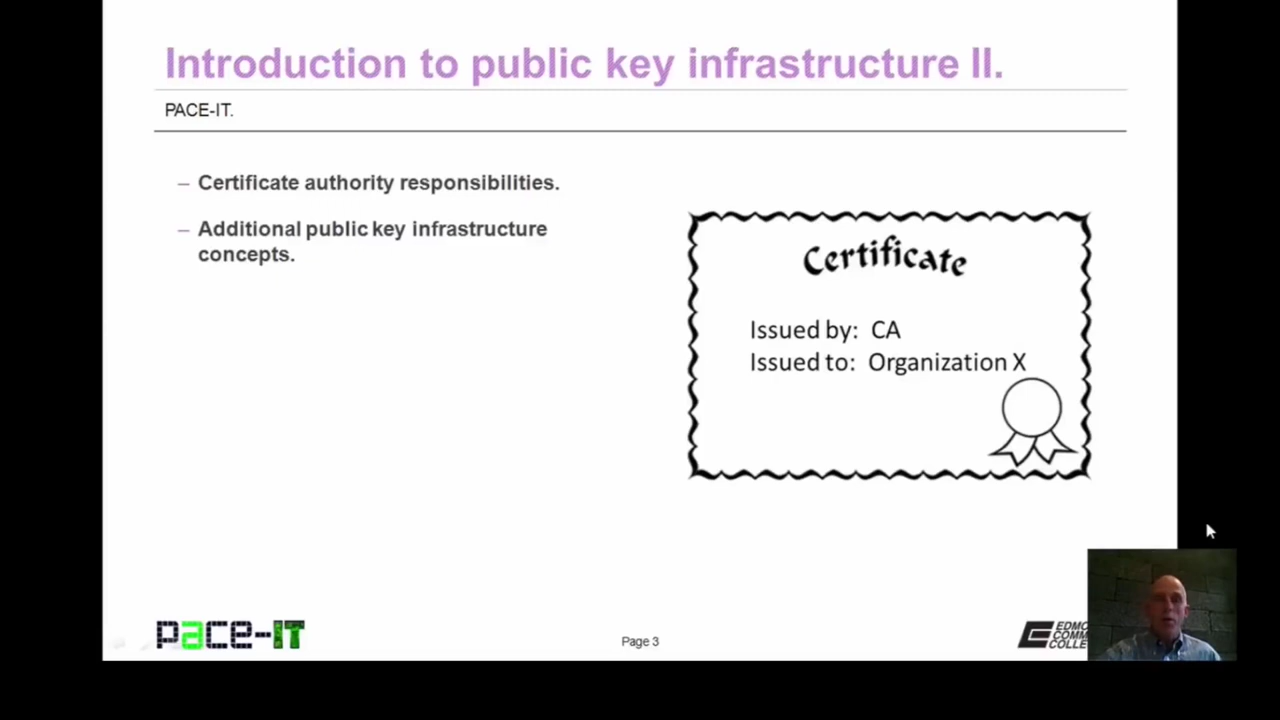 Introduction to public key infrastructure II.
PACE-IT.
– Certificate authority responsibilities.
– Additional public key infrastructure
concepts.
Certificate
Issued by: CA
Issued to: Organization X
pace-IT
Page 3